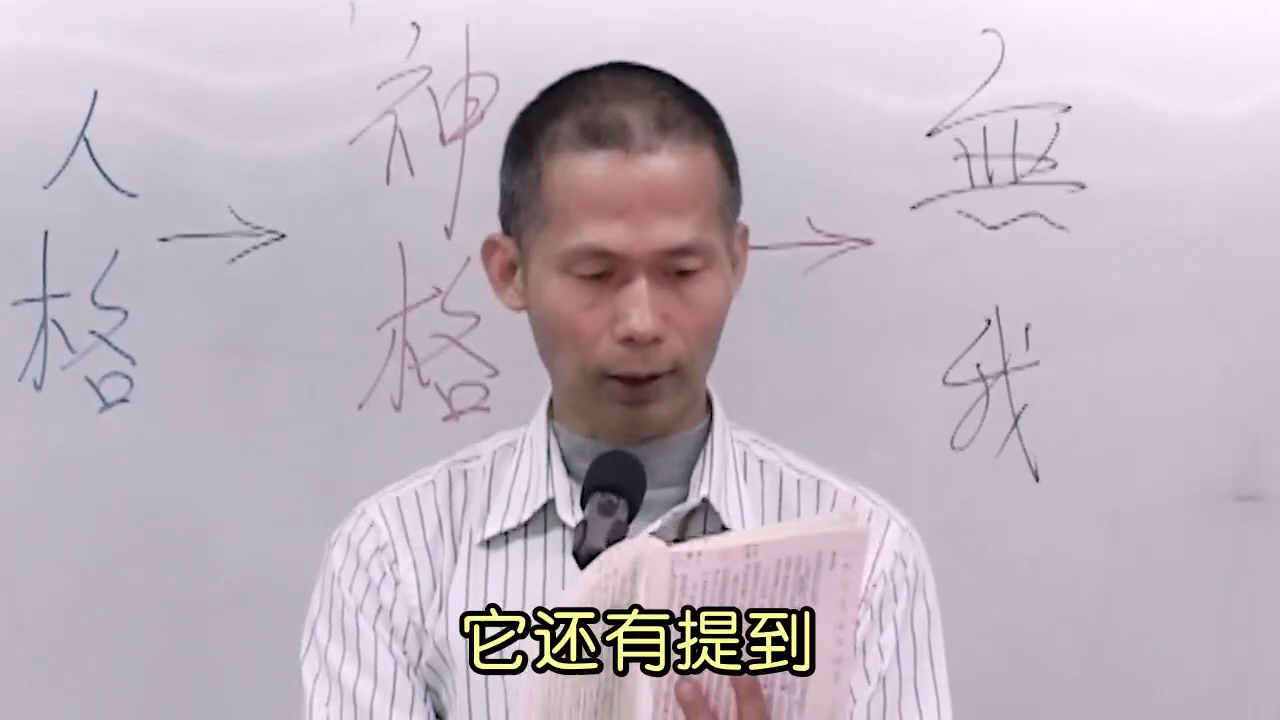 人格
→
神格
→
無我
它还有提到